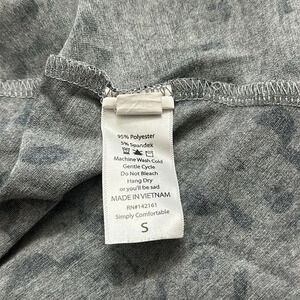 95% Polyester
5% Spandex
Machine Wash Cold
Gentle Cycle
Do Not Bleach
Hang Dry
or you'll be sad
MADE IN VIETNAM
RN#142161
Simply Comfortable
S